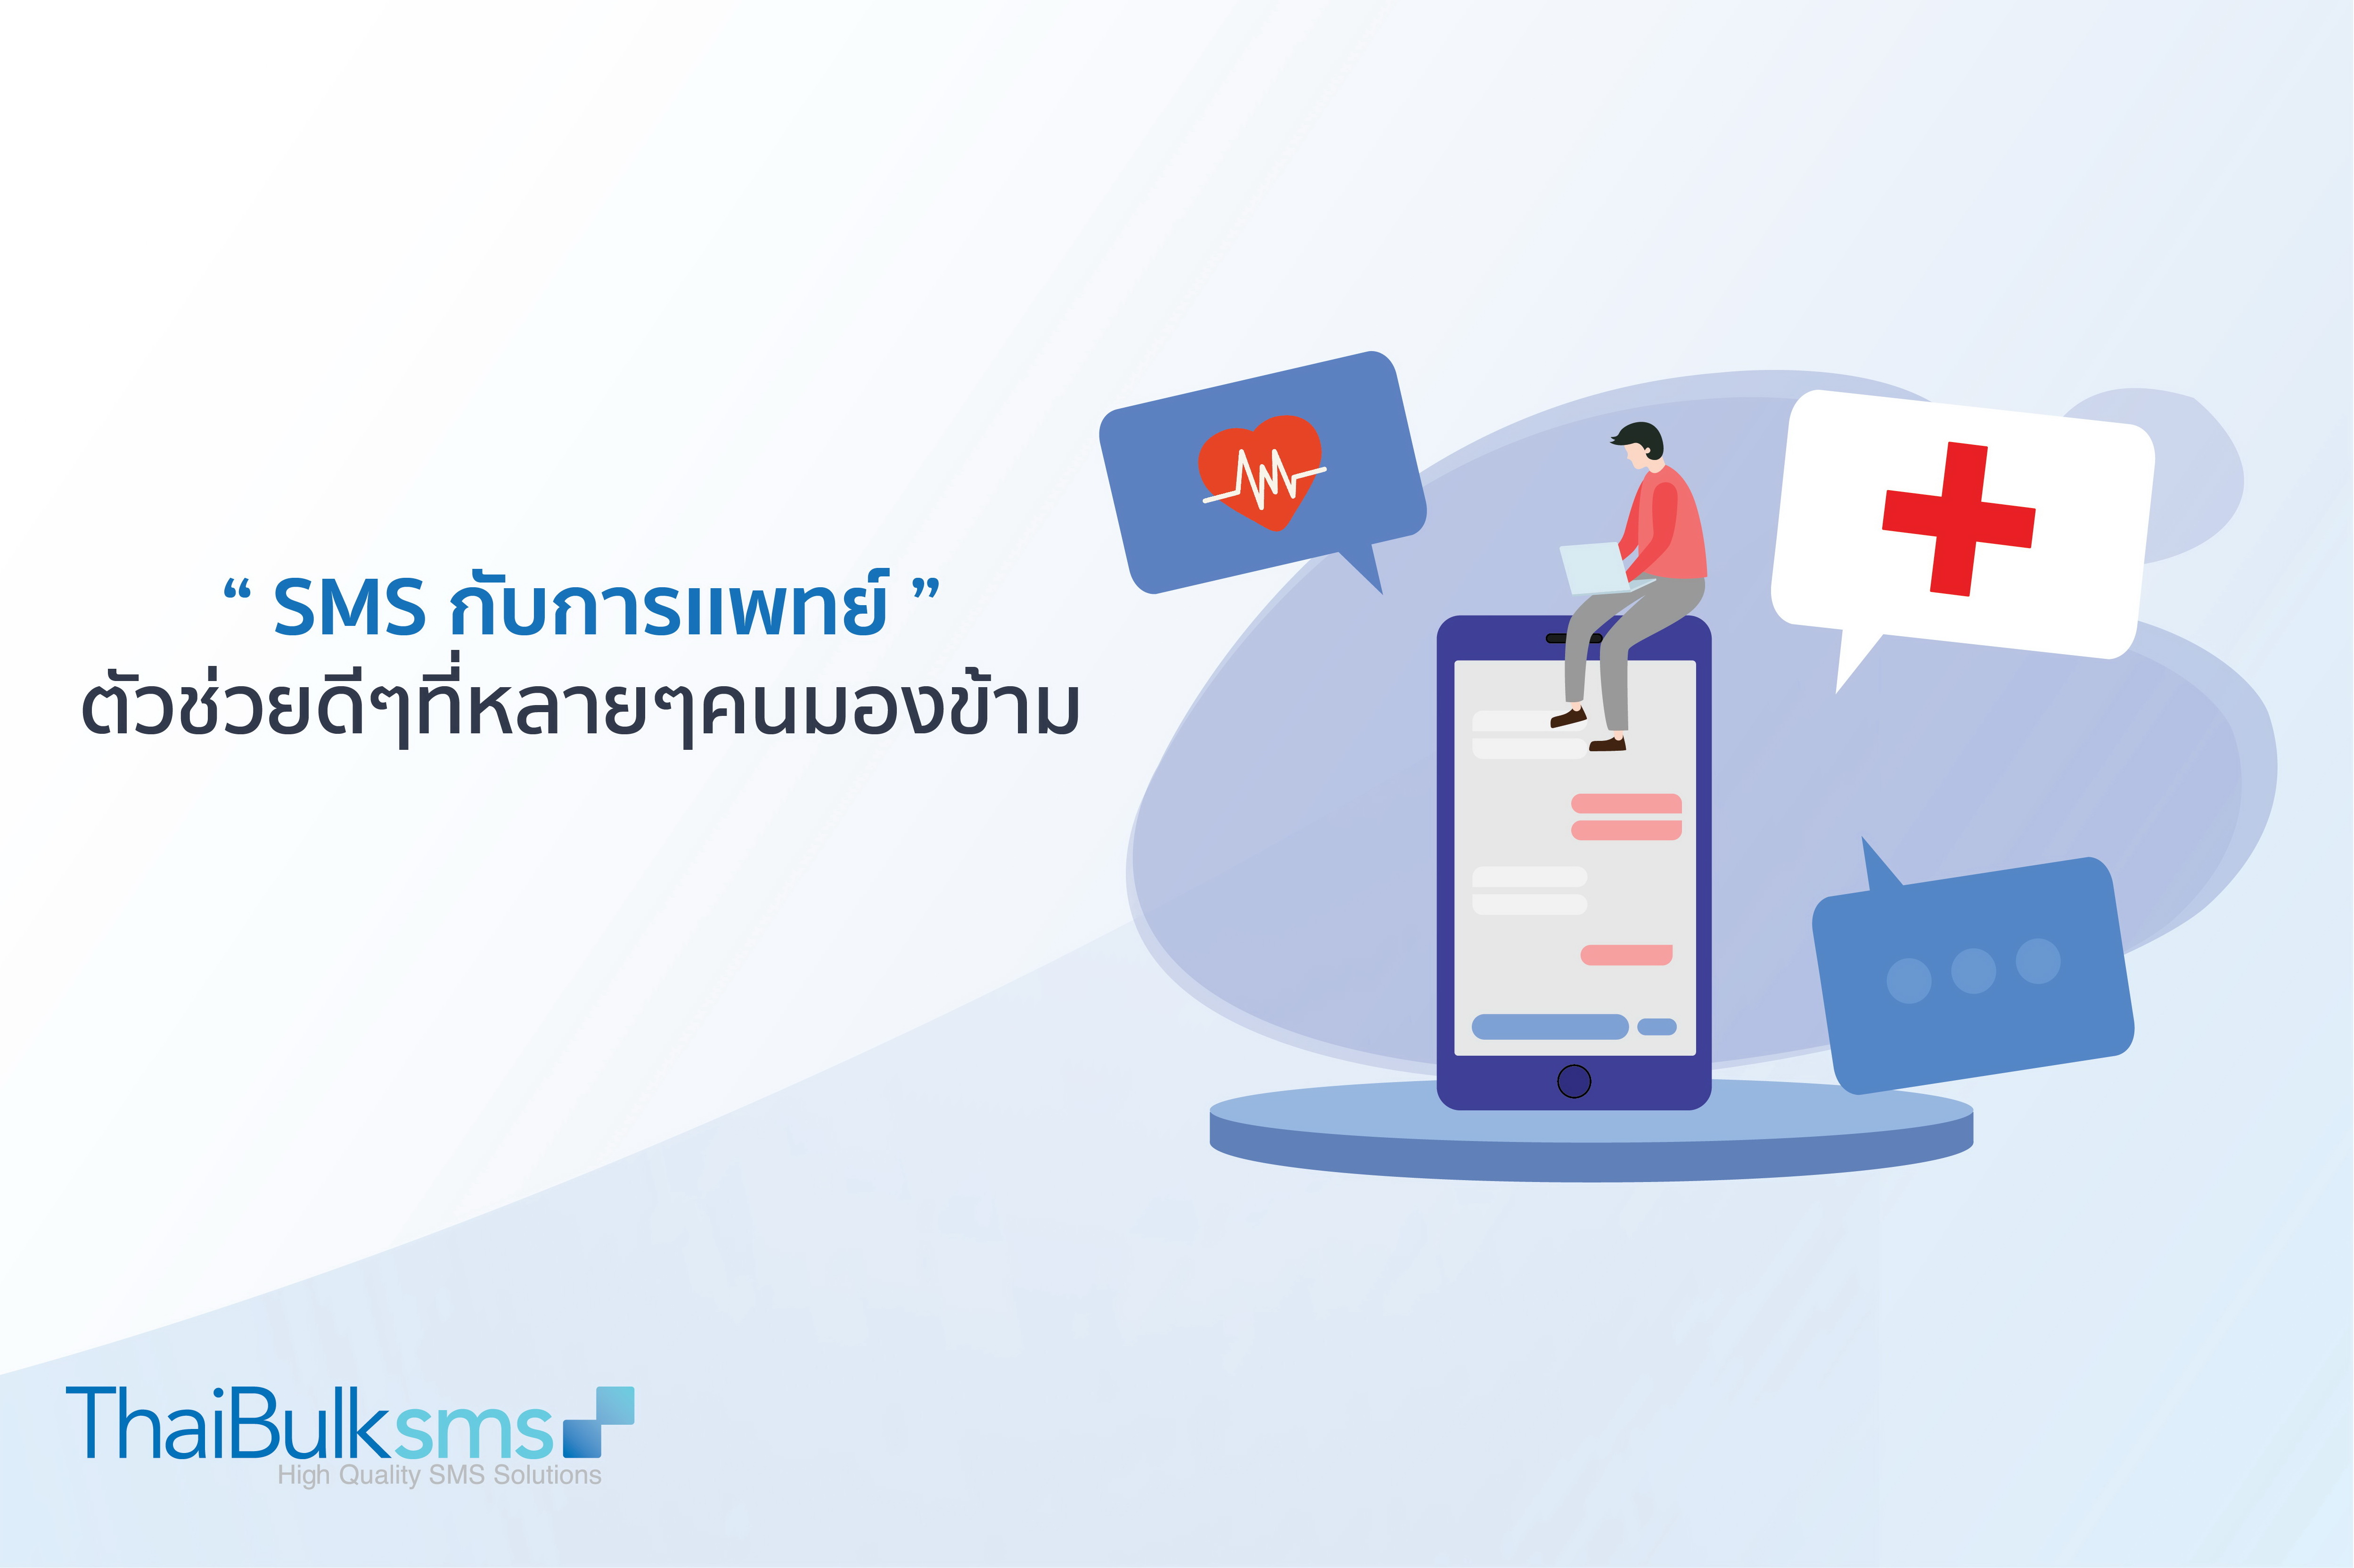 “ SMS กับการแพทย์ ”
ตัวช่วยดีๆที่หลายๆคนมองข้าม
ThaiBulksms
High Quality SMS Solutions